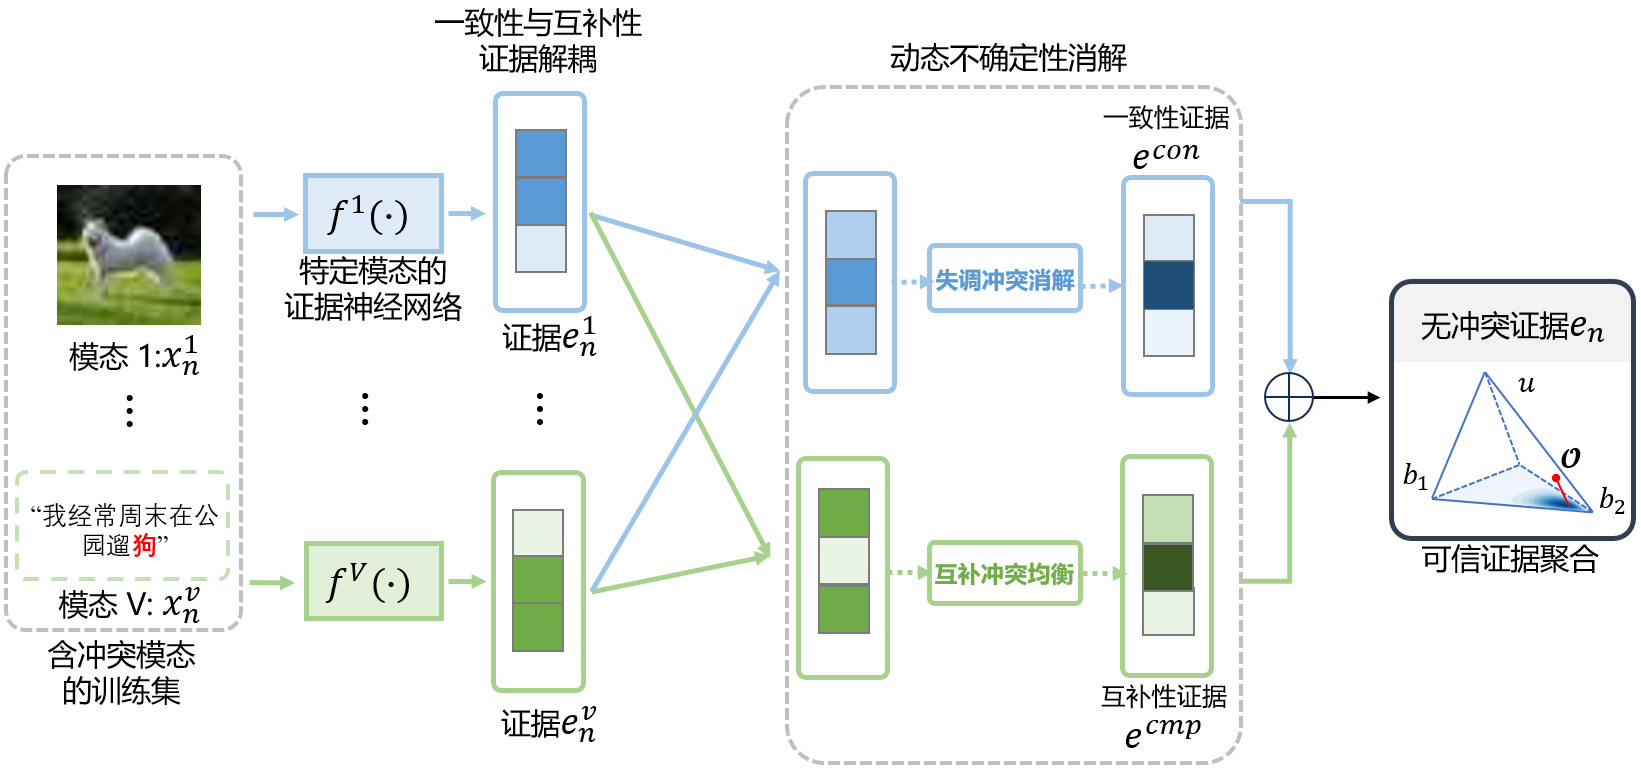 一致性与互补性
证据解耦
动态不确定性消解
一致性证据
e^{con}
f^1(·)
特定模态的
证据神经网络
证据e_n^1
模态 1:x_n^1
失调冲突消解
无冲突证据e_n
u
𝒪
b_1
b_2
可信证据聚合
“我经常周末在公
园遛狗”
模态 V: x_n^v
含冲突模态
的训练集
f^V(·)
证据e_n^v
互补冲突均衡
互补性证据
e^{cmp}